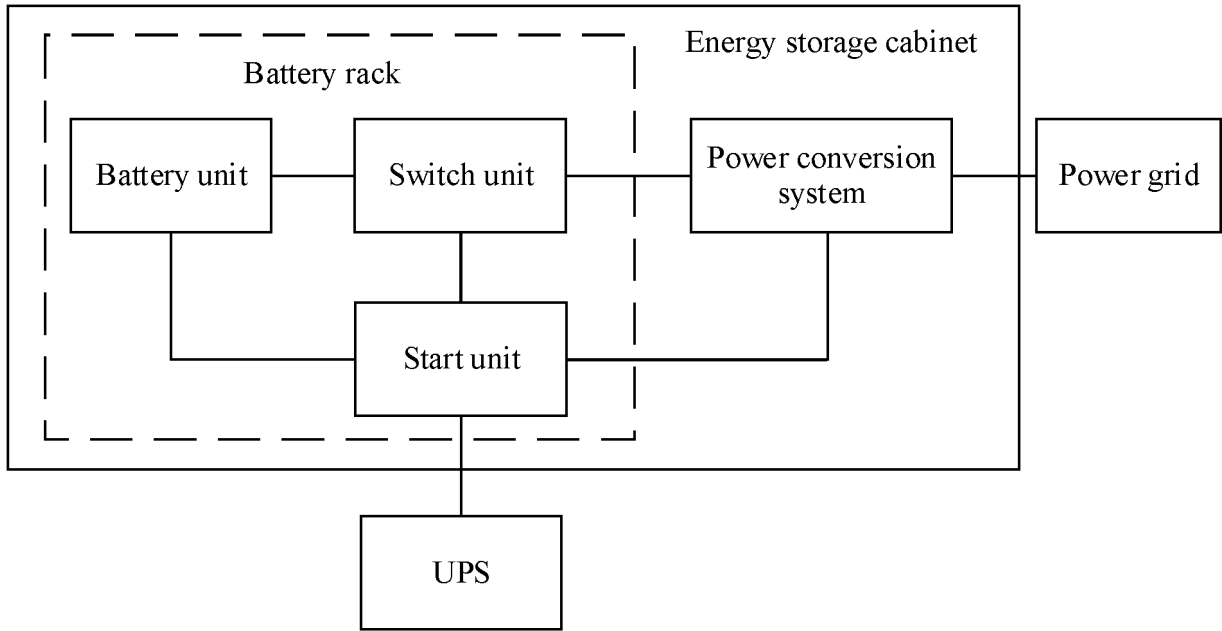 Energy storage cabinet
Battery rack
Battery unit
Switch unit
Power conversion
system
Power grid
Start unit
UPS